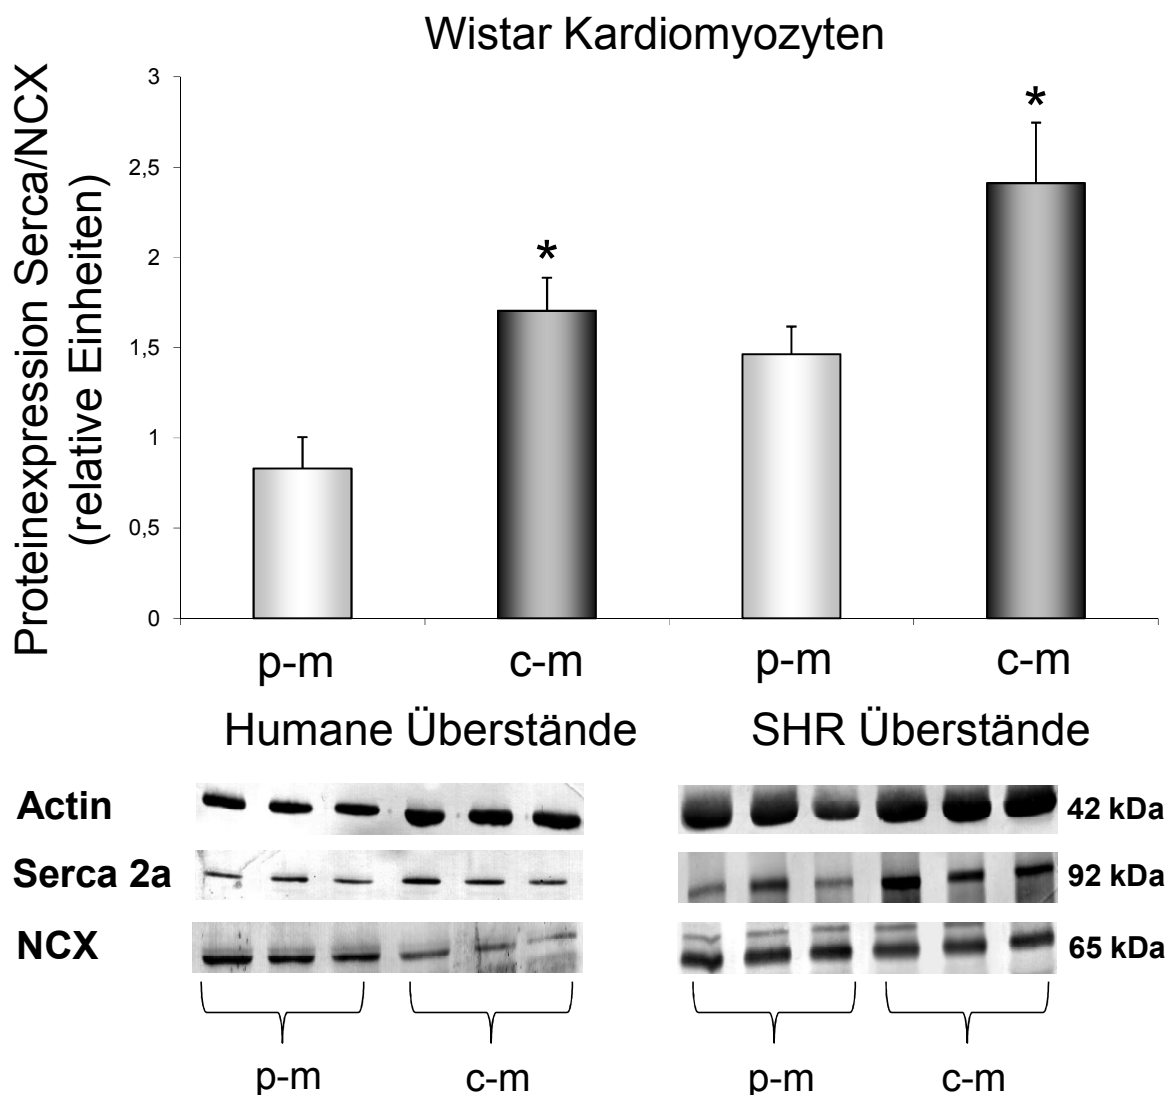 Wistar Kardiomyozyten
Proteinexpression Serca/NCX
(relative Einheiten)
3
2,5
2
1,5
1
0,5
0
*
*
p-m
c-m
p-m
c-m
Humane Überstände
SHR Überstände
Actin
42 kDa
Serca 2a
92 kDa
NCX
65 kDa
p-m
c-m
p-m
c-m